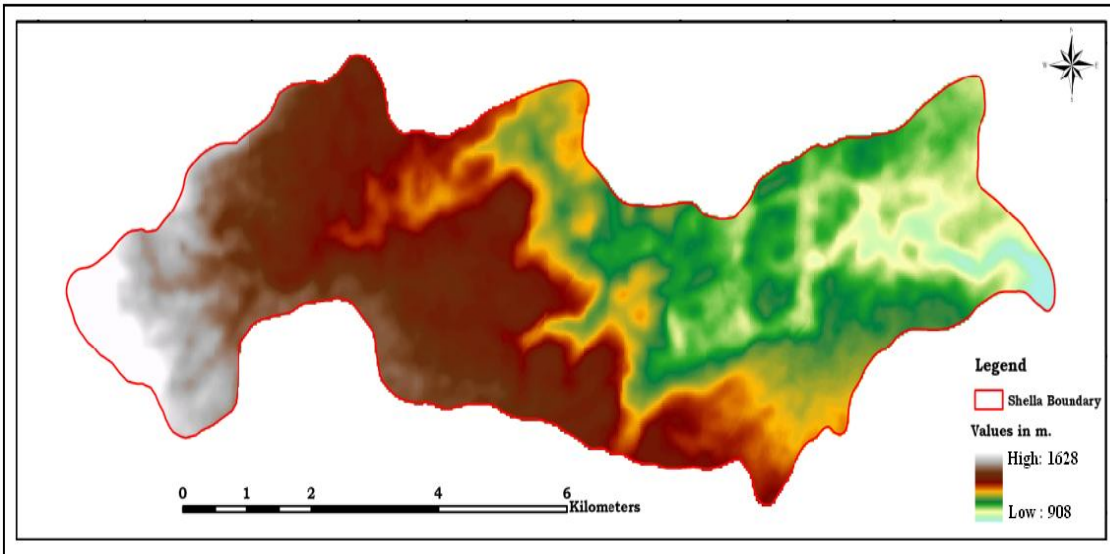 N
W E
S
Legend
Shella Boundary
Values in m.
High: 1628
Low : 908
0 1 2 4 6
Kilometers